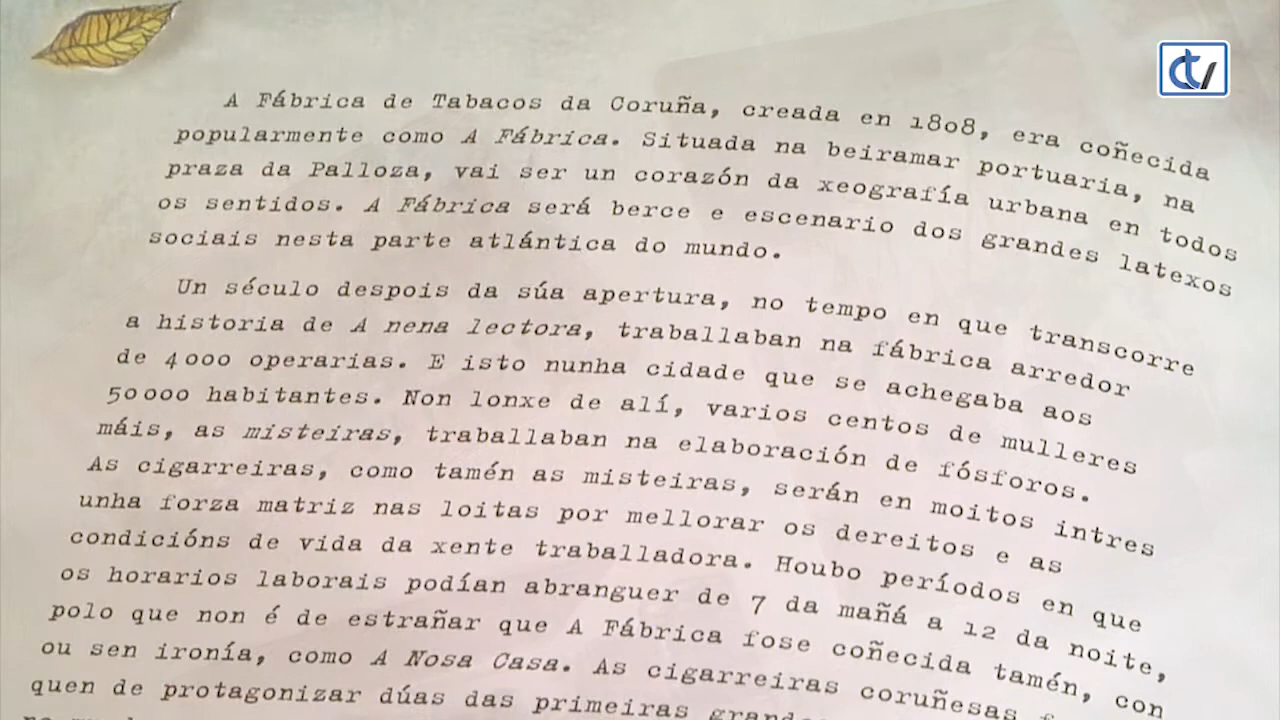 A Fábrica de Tabacos da Coruña, creada en 1808, era coñecida
popularmente como A Fábrica. Situada na beiramar portuaria, na
praza da Palloza, vai ser un corazón da xeografía urbana en todos
os sentidos. A Fábrica será berce e escenario dos grandes latexos
sociais nesta parte atlántica do mundo.
Un século despois da súa apertura, no tempo en que transcorre
a historia de A nena lectora, traballaban na fábrica arredor
de 4000 operarias. E isto nunha cidade que se achegaba aos
50000 habitantes. Non lonxe de alí, varios centos de mulleres
máis, as misteiras, traballaban na elaboración de fósforos.
As cigarreiras, como tamén as misteiras, serán en moitos intres
unha forza matriz nas loitas por mellorar os dereitos e as
condicións de vida da xente traballadora. Houbo períodos en que
os horarios laborais podían abranguer de 7 da mañá a 12 da noite,
polo que non é de estrañar que A Fábrica fose coñecida tamén, con
ou sen ironía, como A Nosa Casa. As cigarreiras coruñesas
quen de protagonizar dúas das primeiras
CTV